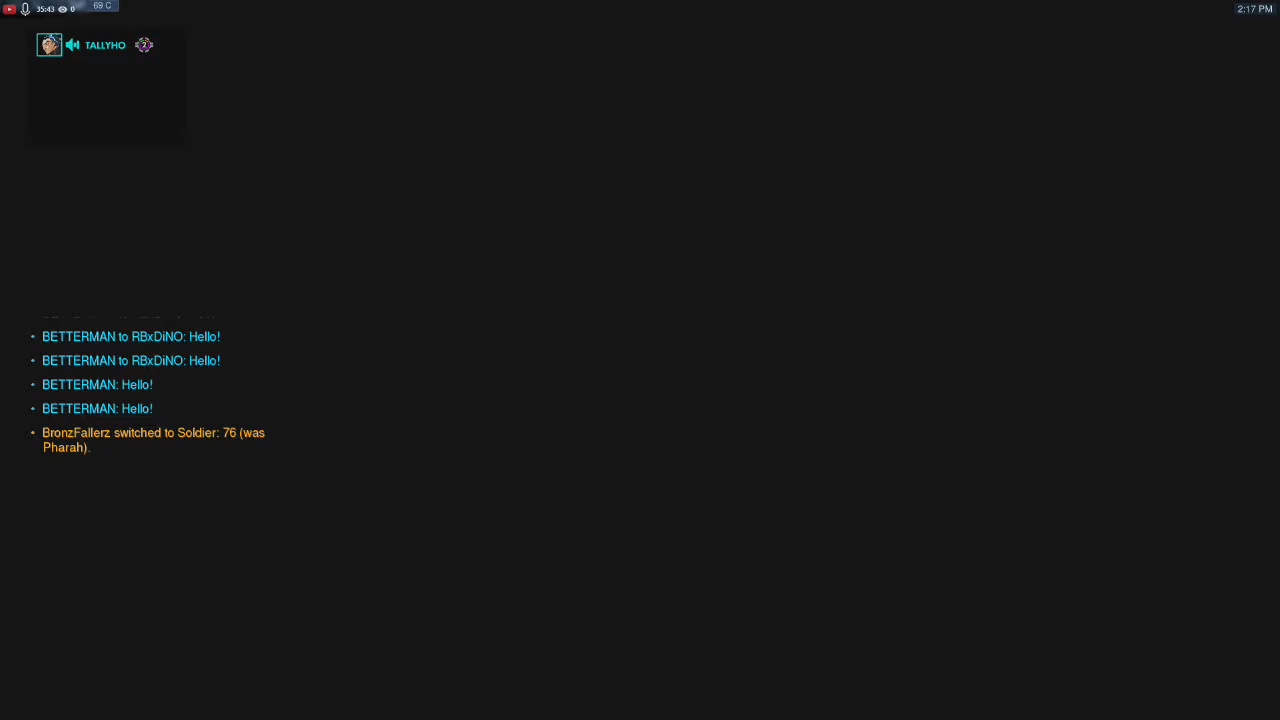 35:43 0 69 C 2:17 PM
TALLYHO 2
BETTERMAN to RBxDiNO: Hello!
BETTERMAN to RBxDiNO: Hello!
BETTERMAN: Hello!
BETTERMAN: Hello!
BronzFallerz switched to Soldier: 76 (was
Pharah).